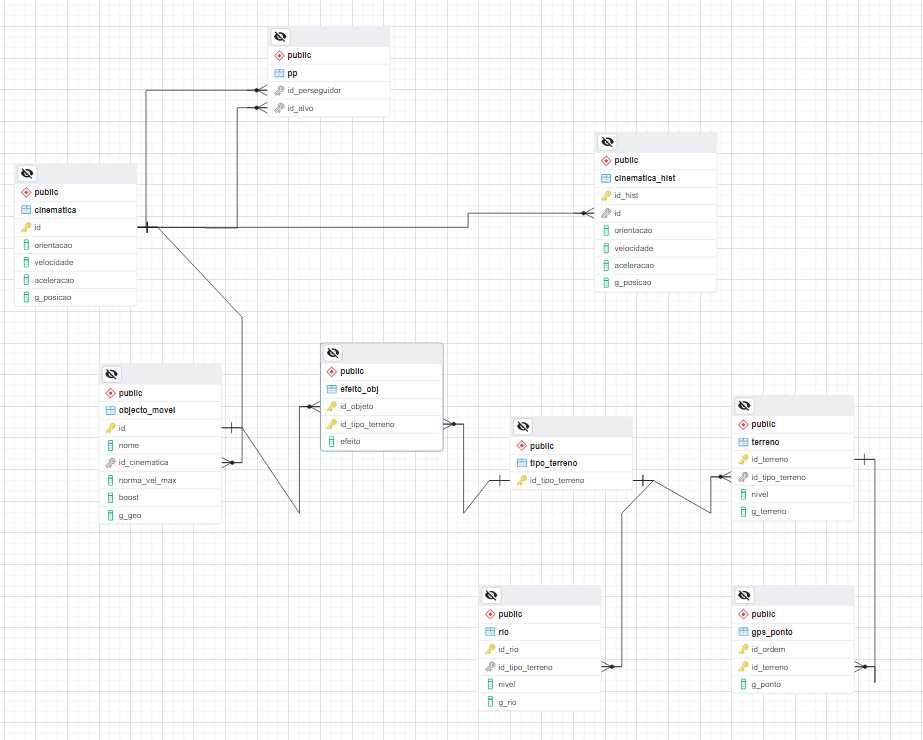 public
pp
id_perseguidor
id_alvo
public
cinematica_hist
id_hist
id
orientacao
velocidade
aceleracao
g_posicao
public
cinematica
id
orientacao
velocidade
aceleracao
g_posicao
public
efeito_obj
id_objeto
id_tipo_terreno
efeito
public
objecto_movel
id
nome
id_cinematica
norma_vel_max
boost
g_geo
public
tipo_terreno
id_tipo_terreno
public
terreno
id_terreno
id_tipo_terreno
nivel
g_terreno
public
rio
id_rio
id_tipo_terreno
nivel
g_rio
public
gps_ponto
id_ordem
id_terreno
g_ponto